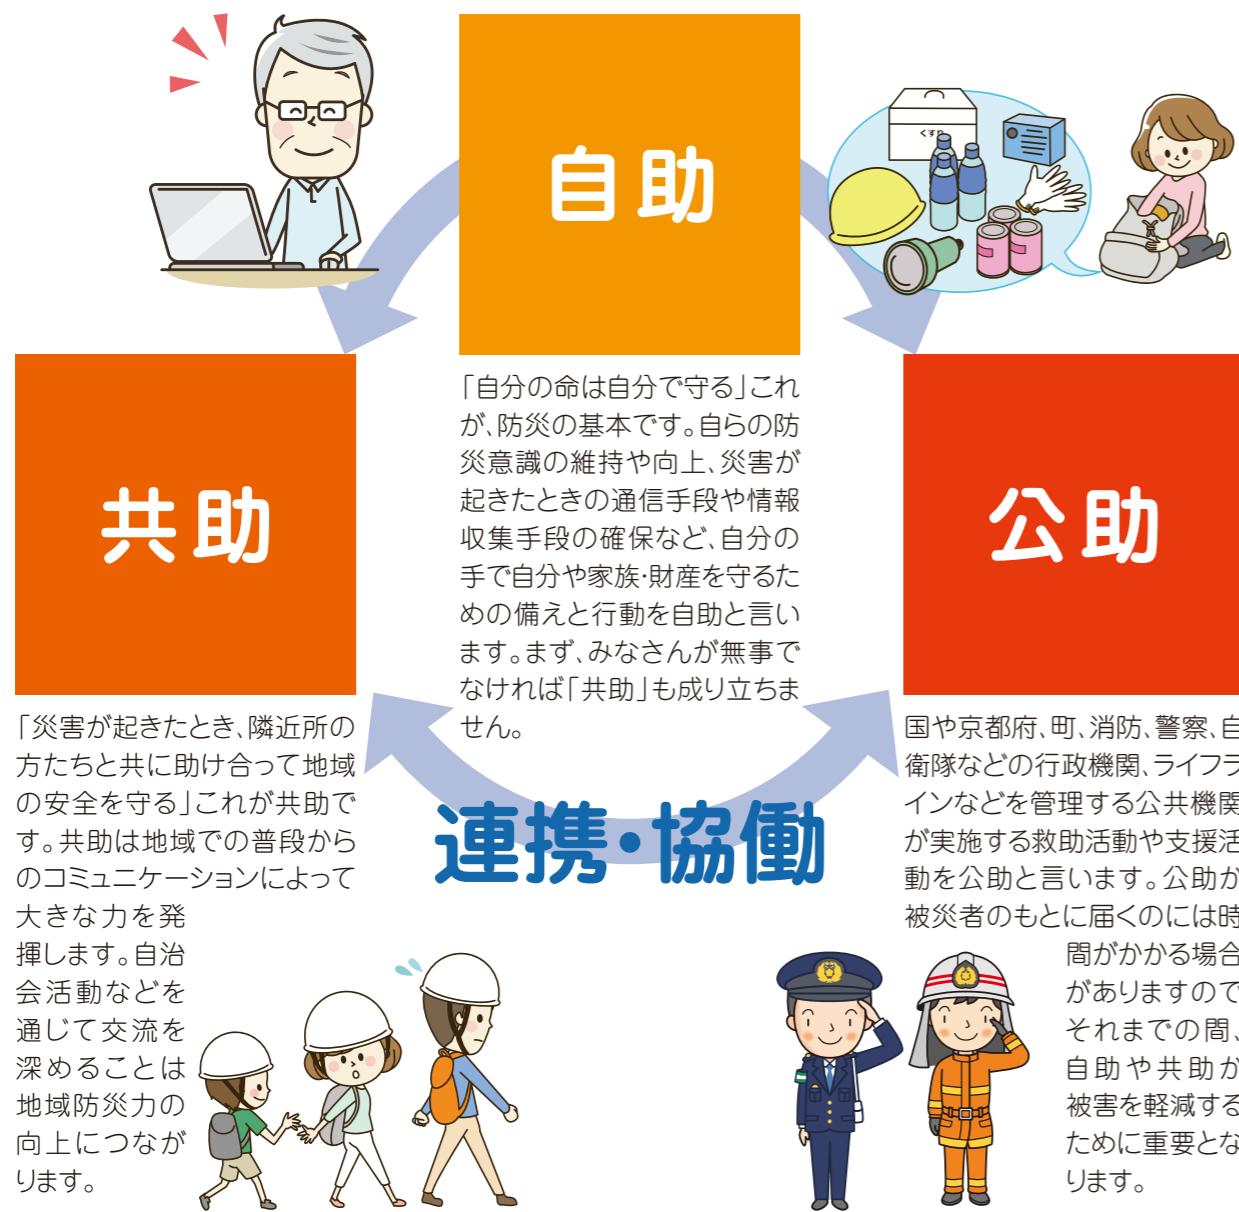 自助
くすり
「自分の命は自分で守る」これ
が、防災の基本です。自らの防
災意識の維持や向上、災害が
起きたときの通信手段や情報
収集手段の確保など、自分の
手で自分や家族・財産を守るた
めの備えと行動を自助と言い
ます。まず、みなさんが無事で
なければ「共助」も成り立ちま
せん。
共助
「災害が起きたとき、隣近所の
方たちと共に助け合って地域
の安全を守る」これが共助で
す。共助は地域での普段から
のコミュニケーションによって
大きな力を発
揮します。自治
会活動などを
通じて交流を
深めることは
地域防災力の
向上につなが
ります。
公助
国や京都府、町、消防、警察、自
衛隊などの行政機関、ライフラ
インなどを管理する公共機関
が実施する救助活動や支援活
動を公助と言います。公助が
被災者のもとに届くのには時
間がかかる場合
がありますので
それまでの間、
自助や共助が
被害を軽減する
ために重要とな
ります。
連携・協働